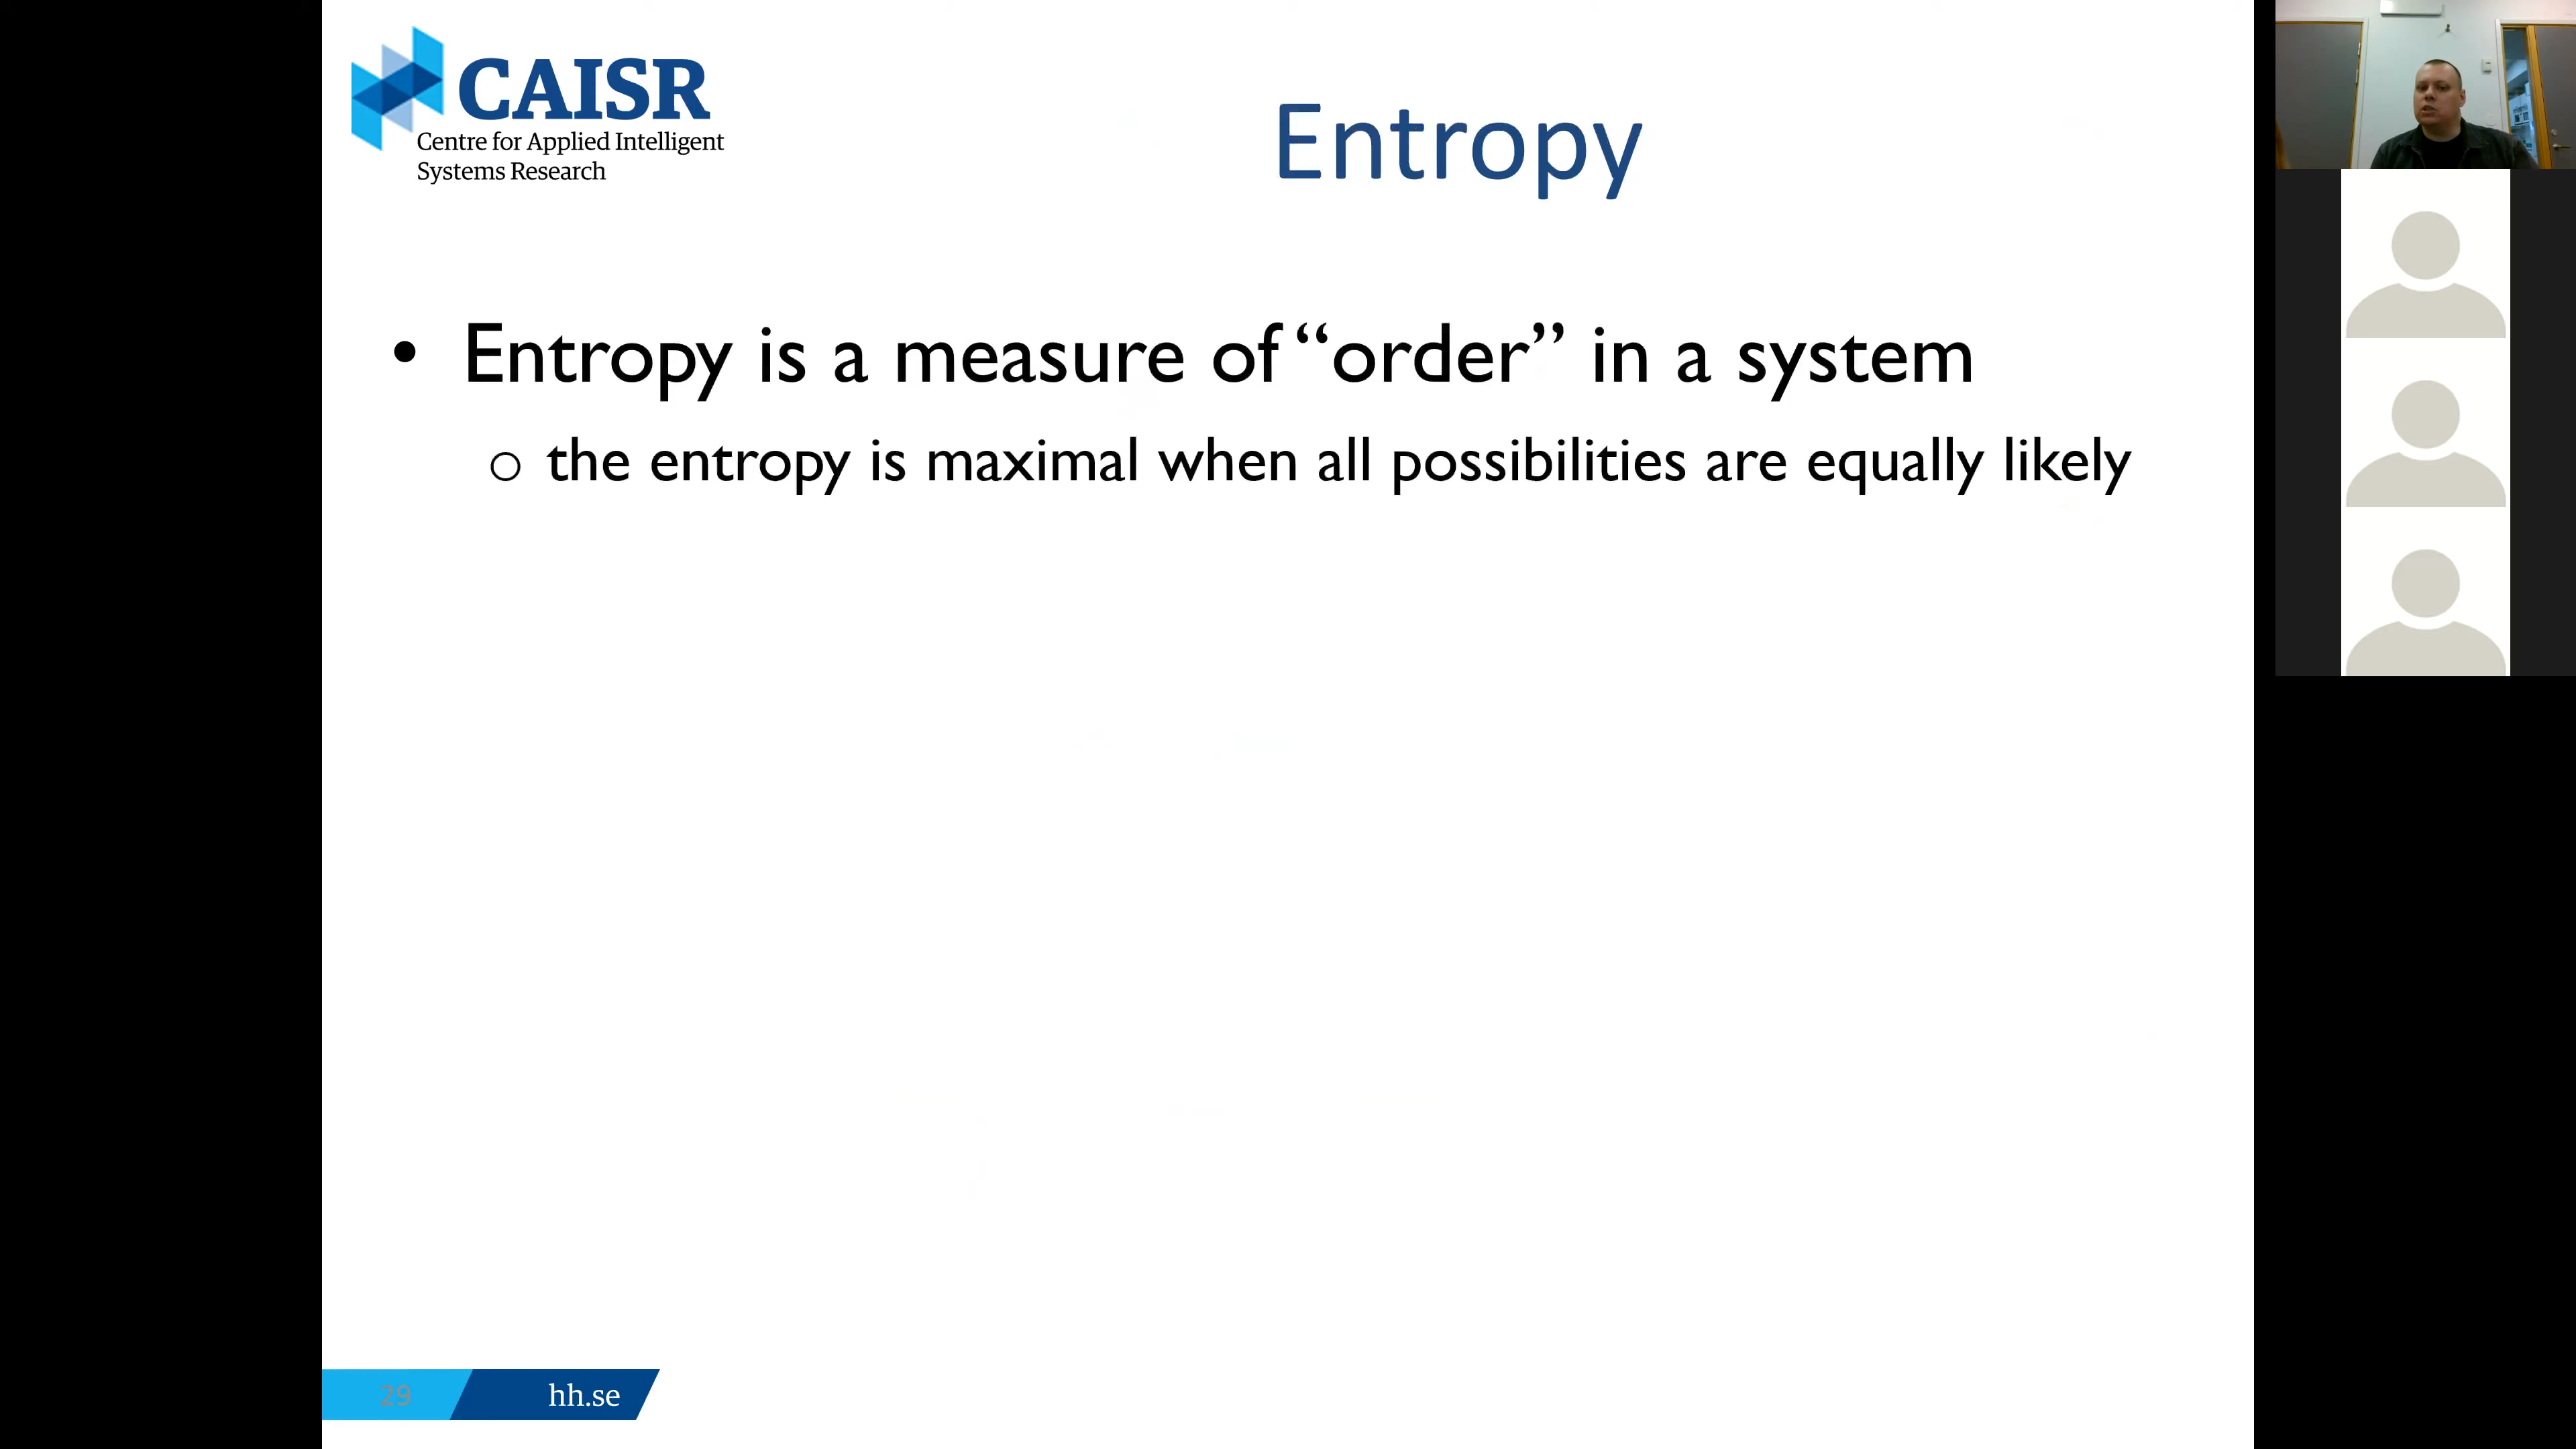 CAISR
Centre for Applied Intelligent
Systems Research
Entropy
• Entropy is a measure of “order” in a system
o the entropy is maximal when all possibilities are equally likely
29
hh.se